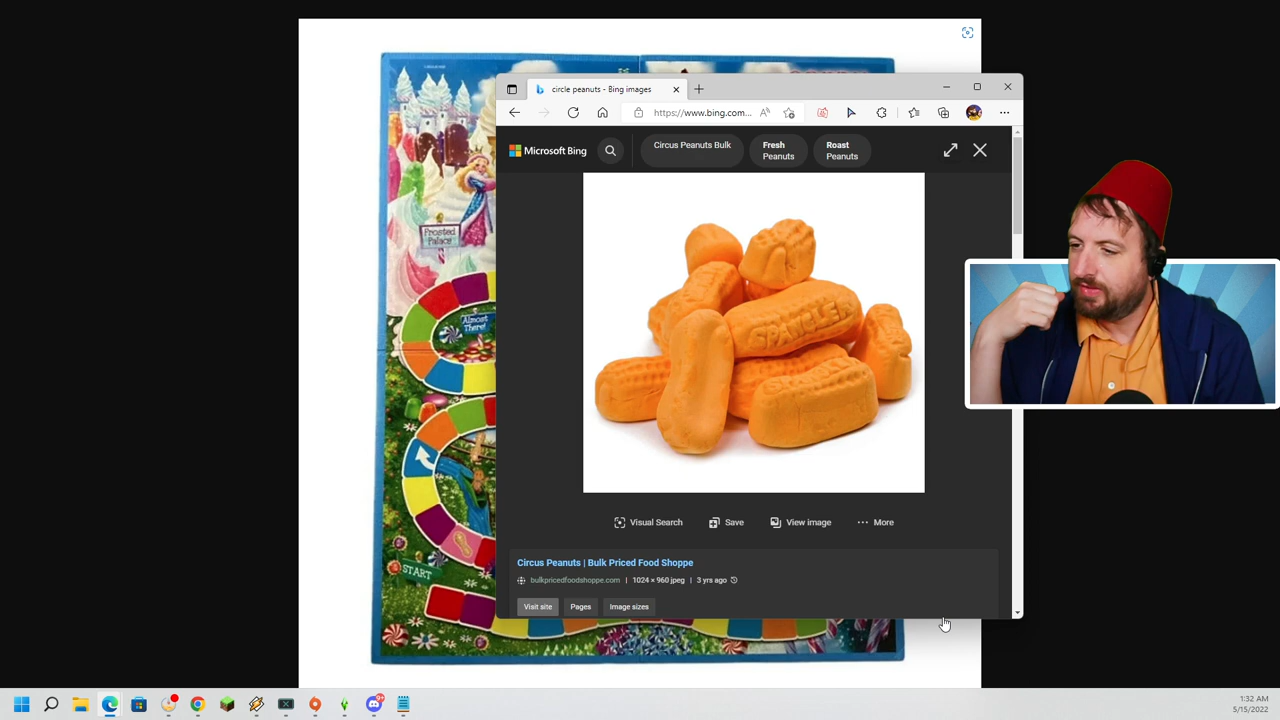 circle peanuts - Bing images
https://www.bing.com...
Microsoft Bing
Circus Peanuts Bulk
Fresh
Peanuts
Roast
Peanuts
Frosted
Palace
Almost
There!
START
SPANGLER
Visual Search
Save
View image
More
Circus Peanuts | Bulk Priced Food Shoppe
bulkpricedfoodshoppe.com | 1024 × 960 jpeg | 3 yrs ago
Visit site
Pages
Image sizes
1:32 AM
5/15/2022